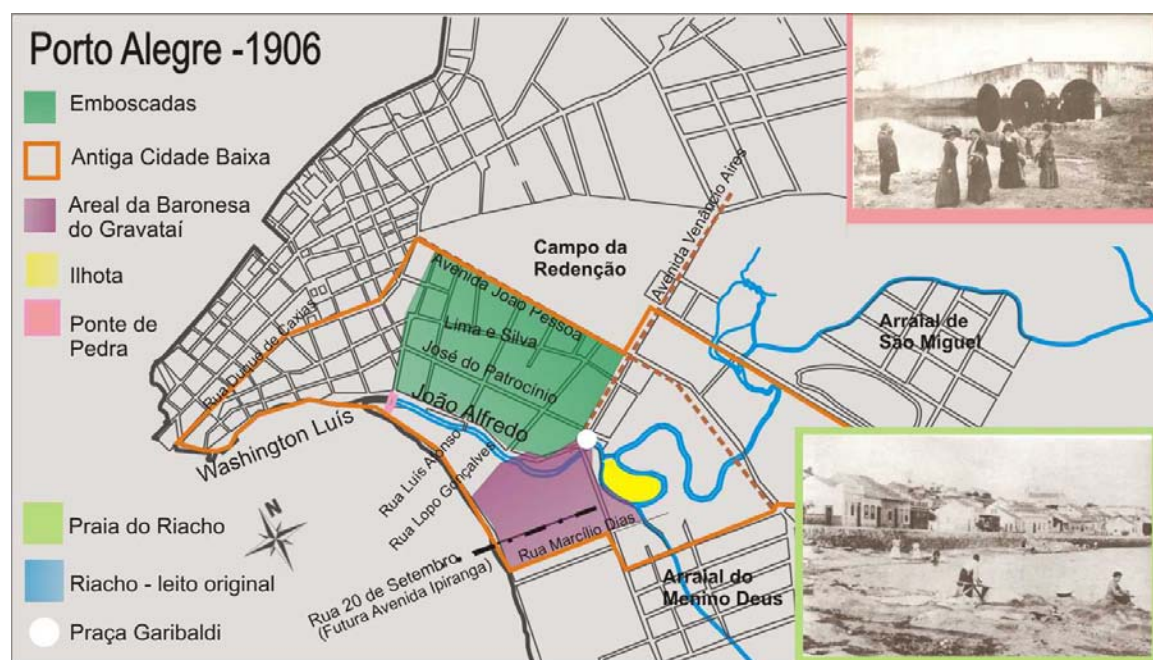 Porto Alegre -1906
Emboscadas
Antiga Cidade Baixa
Areal da Baronesa
do Gravataí
Ilhota
Ponte de
Pedra
Praia do Riacho
Riacho - leito original
Praça Garibaldi
Campo da
Redenção
Avenida Venâncio Aires
Avenida João Pessoa
Lima e Silva
José do Patrocínio
João Alfredo
Rua Duque de Caxias
Washington Luís
Rua Luis Alonso
Rua Lopo Gonçalves
Rua Marcílio Dias
Rua 20 de Setembro
(Futura Avenida Ipiranga)
Arraial de
São Miguel
Arraial do
Menino Deus
N